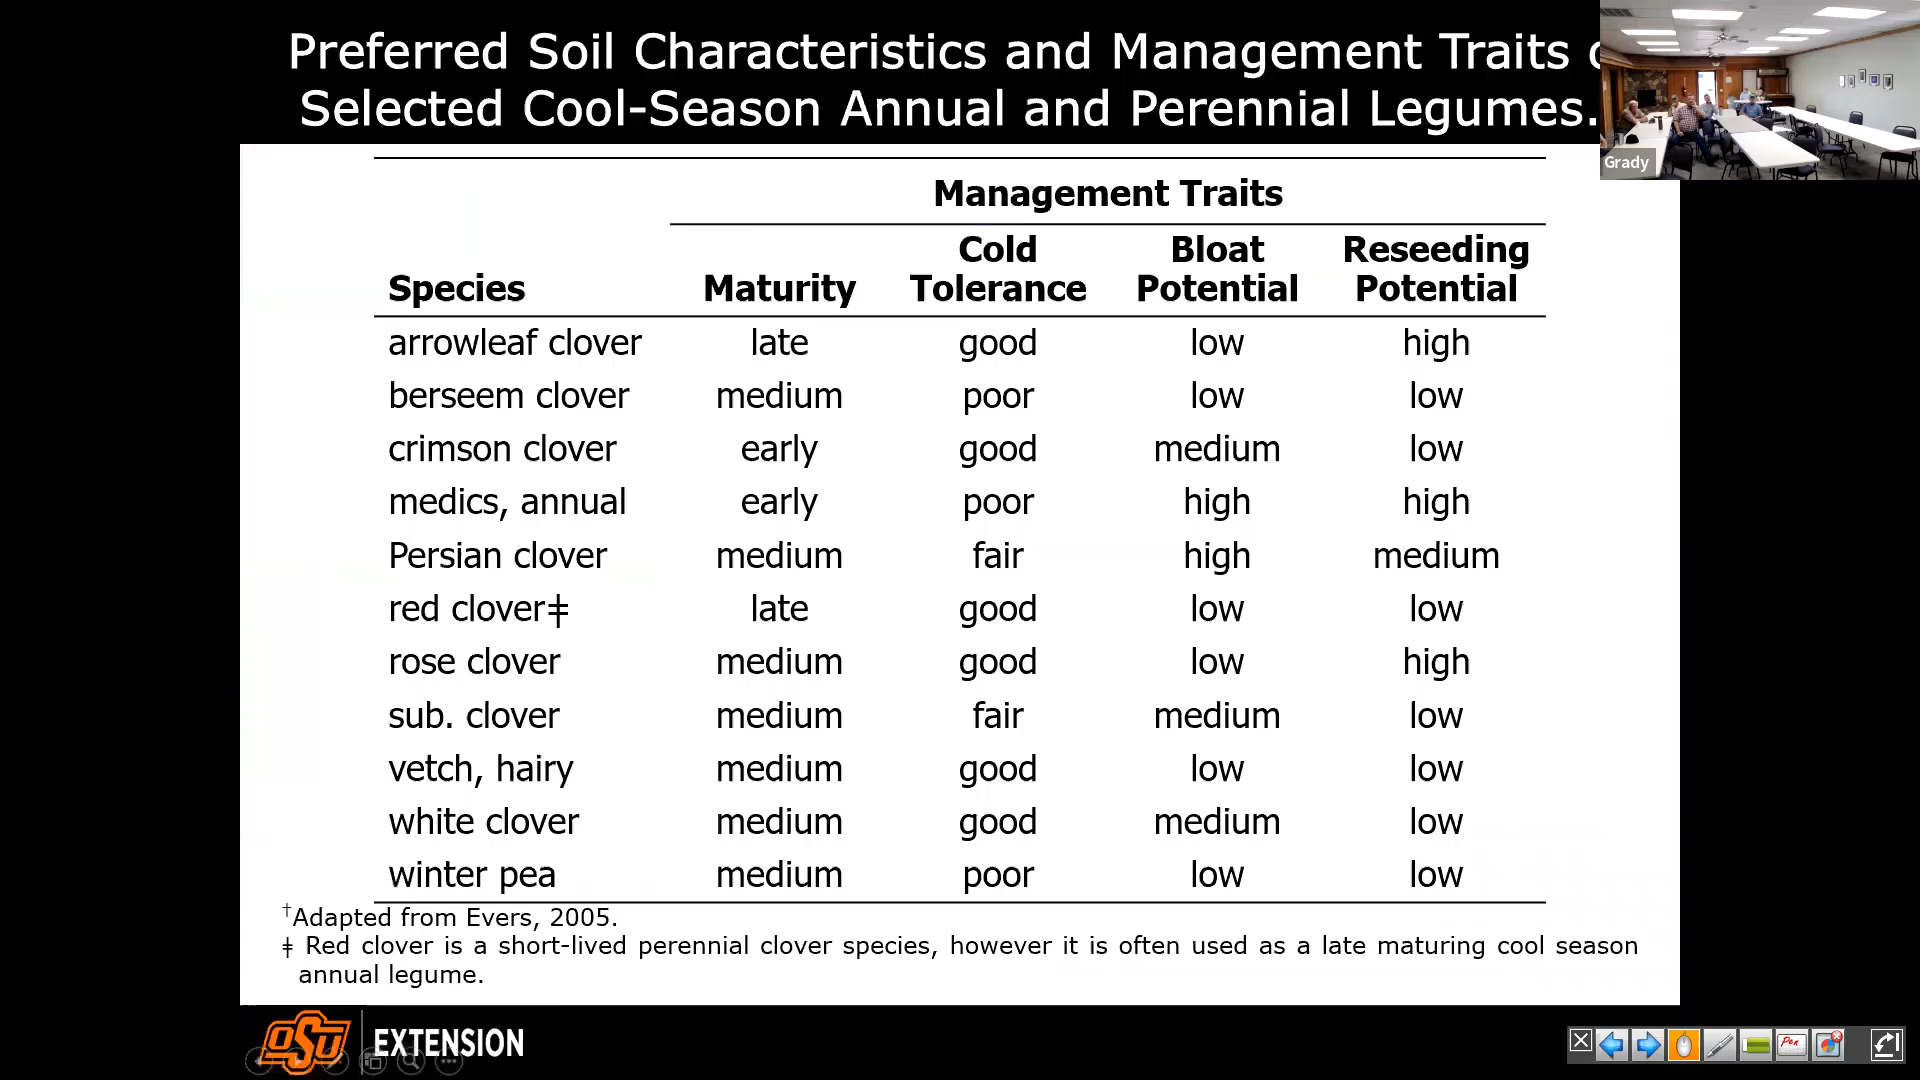 Preferred Soil Characteristics and Management Traits
Selected Cool-Season Annual and Perennial Legumes.
Grady
Management Traits
Species Maturity Cold Tolerance Bloat Potential Reseeding Potential
arrowleaf clover late good low high
berseem clover medium poor low low
crimson clover early good medium low
medics, annual early poor high high
Persian clover medium fair high medium
red clover‡ late good low low
rose clover medium good low high
sub. clover medium fair medium low
vetch, hairy medium good low low
white clover medium good medium low
winter pea medium poor low low
†Adapted from Evers, 2005.
‡ Red clover is a short-lived perennial clover species, however it is often used as a late maturing cool season
annual legume.
OSU EXTENSION
Pen